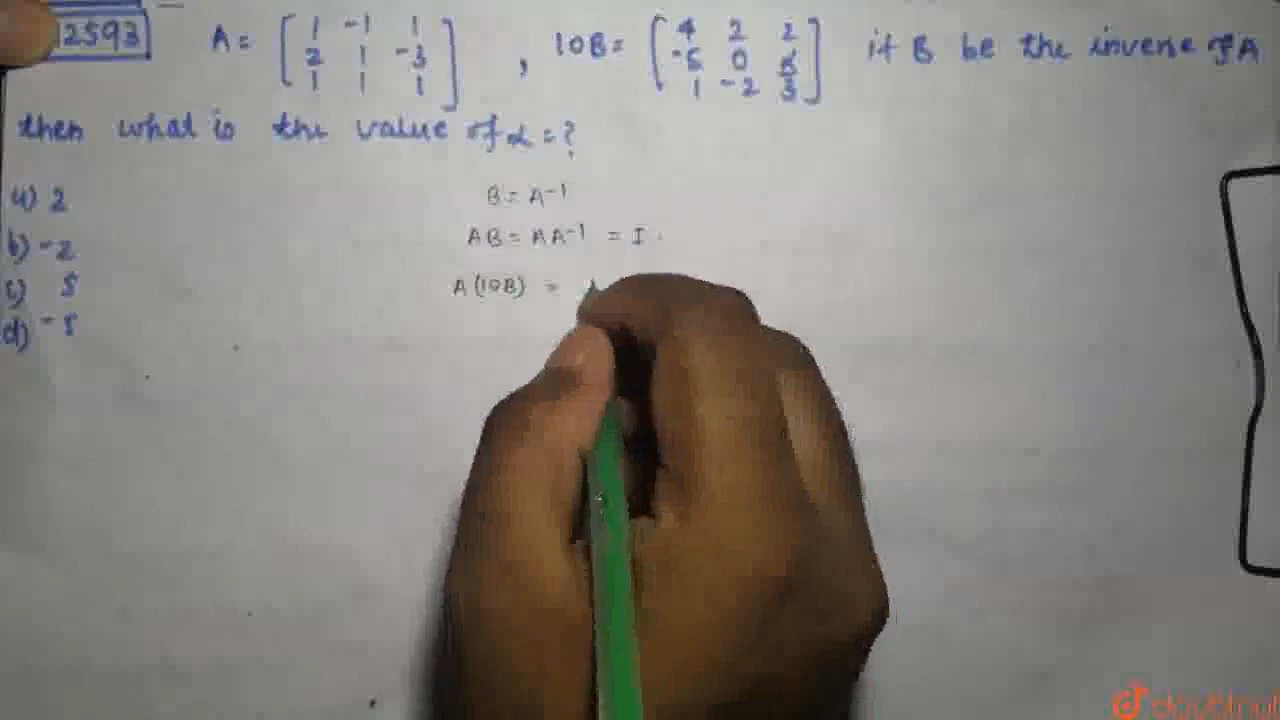 12593 A = [ 1 -1 1 , 10B = [ 4 2 2 if B be the inverse of A
2 1 -3 -5 0 α
1 1 1 ] 1 -2 3 ]
then what is the value of α = ?
a) 2
b) -2
c) 5
d) -5
B = A-1
AB = AA-1 = I.
A(10B) =
doubtnut